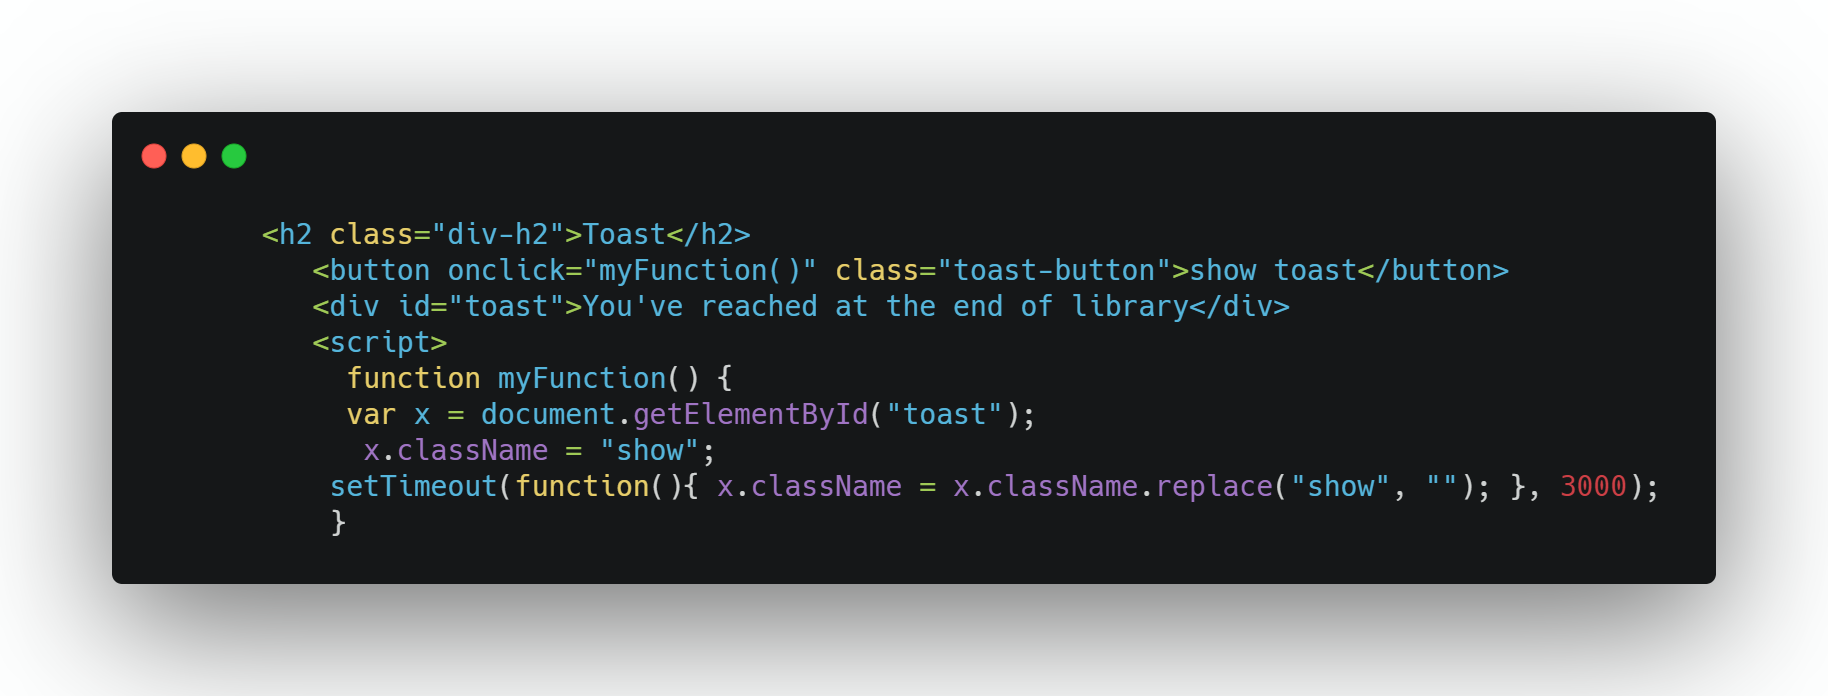 <h2 class="div-h2">Toast</h2>
<button onclick="myFunction()" class="toast-button">show toast</button>
<div id="toast">You've reached at the end of library</div>
<script>
function myFunction() {
var x = document.getElementById("toast");
x.className = "show";
setTimeout(function(){ x.className = x.className.replace("show", ""); }, 3000);
}